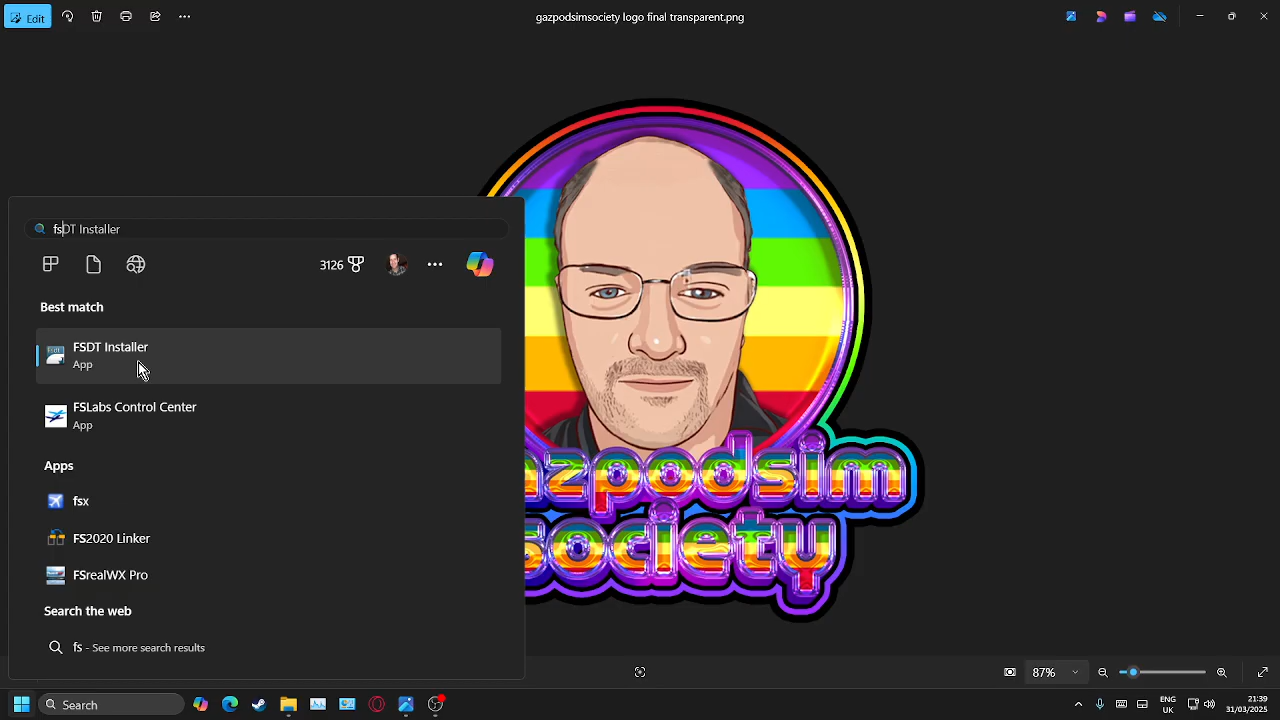 Edit
gazpodsimsociety logo final transparent.png
fsDT Installer
3126
Best match
FSDT Installer
App
FSLabs Control Center
App
Apps
fsx
FS2020 Linker
FSrealWX Pro
Search the web
fs - See more search results
azpodsim
society
87%
Search
ENG
UK
21:39
31/03/2025